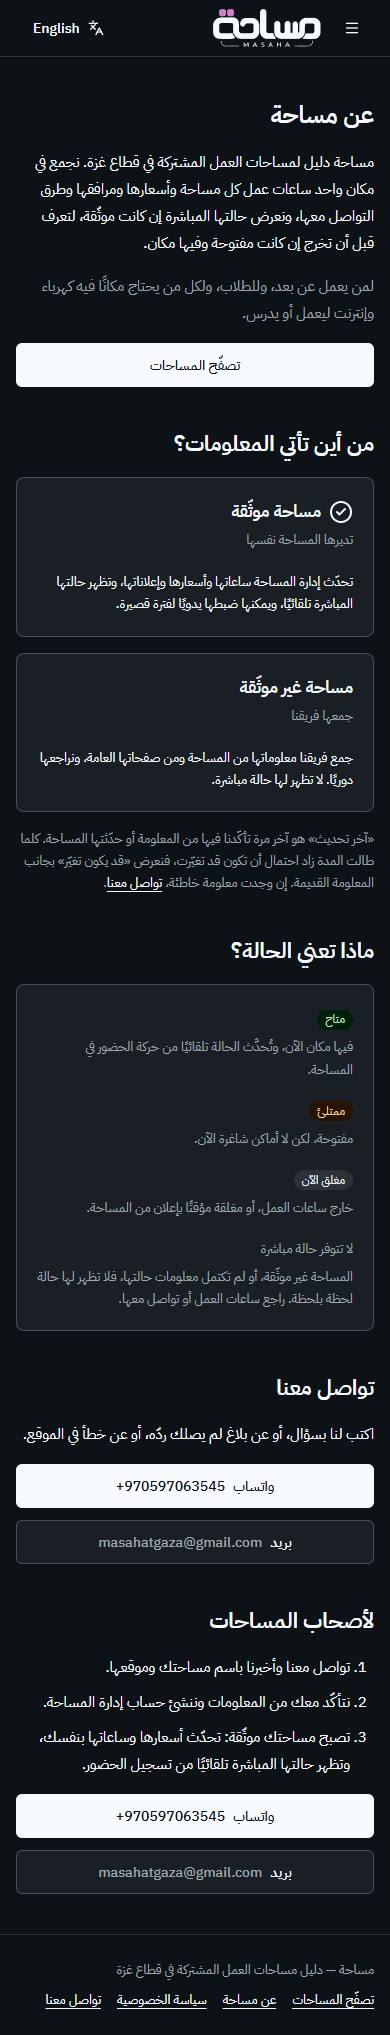 مساحة
MASAHA
English
عن مساحة
مساحة دليل لمساحات العمل المشتركة في قطاع غزة. نجمع في
مكان واحد ساعات عمل كل مساحة وأسعارها ومرافقها وطرق
التواصل معها، ونعرض حالتها المباشرة إن كانت موثّقة، لتعرف
قبل أن تخرج إن كانت مفتوحة وفيها مكان.
لمن يعمل عن بعد، وللطلاب، ولكل من يحتاج مكانًا فيه كهرباء
وإنترنت ليعمل أو يدرس.
تصفّح المساحات
من أين تأتي المعلومات؟
مساحة موثّقة
تديرها المساحة نفسها
تحدّث إدارة المساحة ساعاتها وأسعارها وإعلاناتها، وتظهر حالتها
المباشرة تلقائيًا، ويمكنها ضبطها يدويًا لفترة قصيرة.
مساحة غير موثّقة
جمعها فريقنا
جمع فريقنا معلوماتها من المساحة ومن صفحاتها العامة، ونراجعها
دوريًا. لا تظهر لها حالة مباشرة.
«آخر تحديث» هو آخر مرة تأكّدنا فيها من المعلومة أو حدّثتها المساحة. كلما
طالت المدة زاد احتمال أن تكون قد تغيّرت، فنعرض «قد يكون تغيّر» بجانب
المعلومة القديمة. إن وجدت معلومة خاطئة، تواصل معنا.
ماذا تعني الحالة؟
متاح
فيها مكان الآن، وتُحدَّث الحالة تلقائيًا من حركة الحضور في
المساحة.
ممتلئ
مفتوحة، لكن لا أماكن شاغرة الآن.
مغلق الآن
خارج ساعات العمل، أو مغلقة مؤقتًا بإعلان من المساحة.
لا تتوفر حالة مباشرة
المساحة غير موثّقة، أو لم تكتمل معلومات حالتها، فلا تظهر لها حالة
لحظة بلحظة. راجع ساعات العمل أو تواصل معها.
تواصل معنا
اكتب لنا بسؤال، أو عن بلاغ لم يصلك ردّه، أو عن خطأ في الموقع.
واتساب +970597063545
بريد masahatgaza@gmail.com
لأصحاب المساحات
1. تواصل معنا وأخبرنا باسم مساحتك وموقعها.
2. نتأكّد معك من المعلومات وننشئ حساب إدارة المساحة.
3. تصبح مساحتك موثّقة: تحدّث أسعارها وساعاتها بنفسك،
وتظهر حالتها المباشرة تلقائيًا من تسجيل الحضور.
واتساب +970597063545
بريد masahatgaza@gmail.com
مساحة — دليل مساحات العمل المشتركة في قطاع غزة
تصفّح المساحات عن مساحة سياسة الخصوصية تواصل معنا